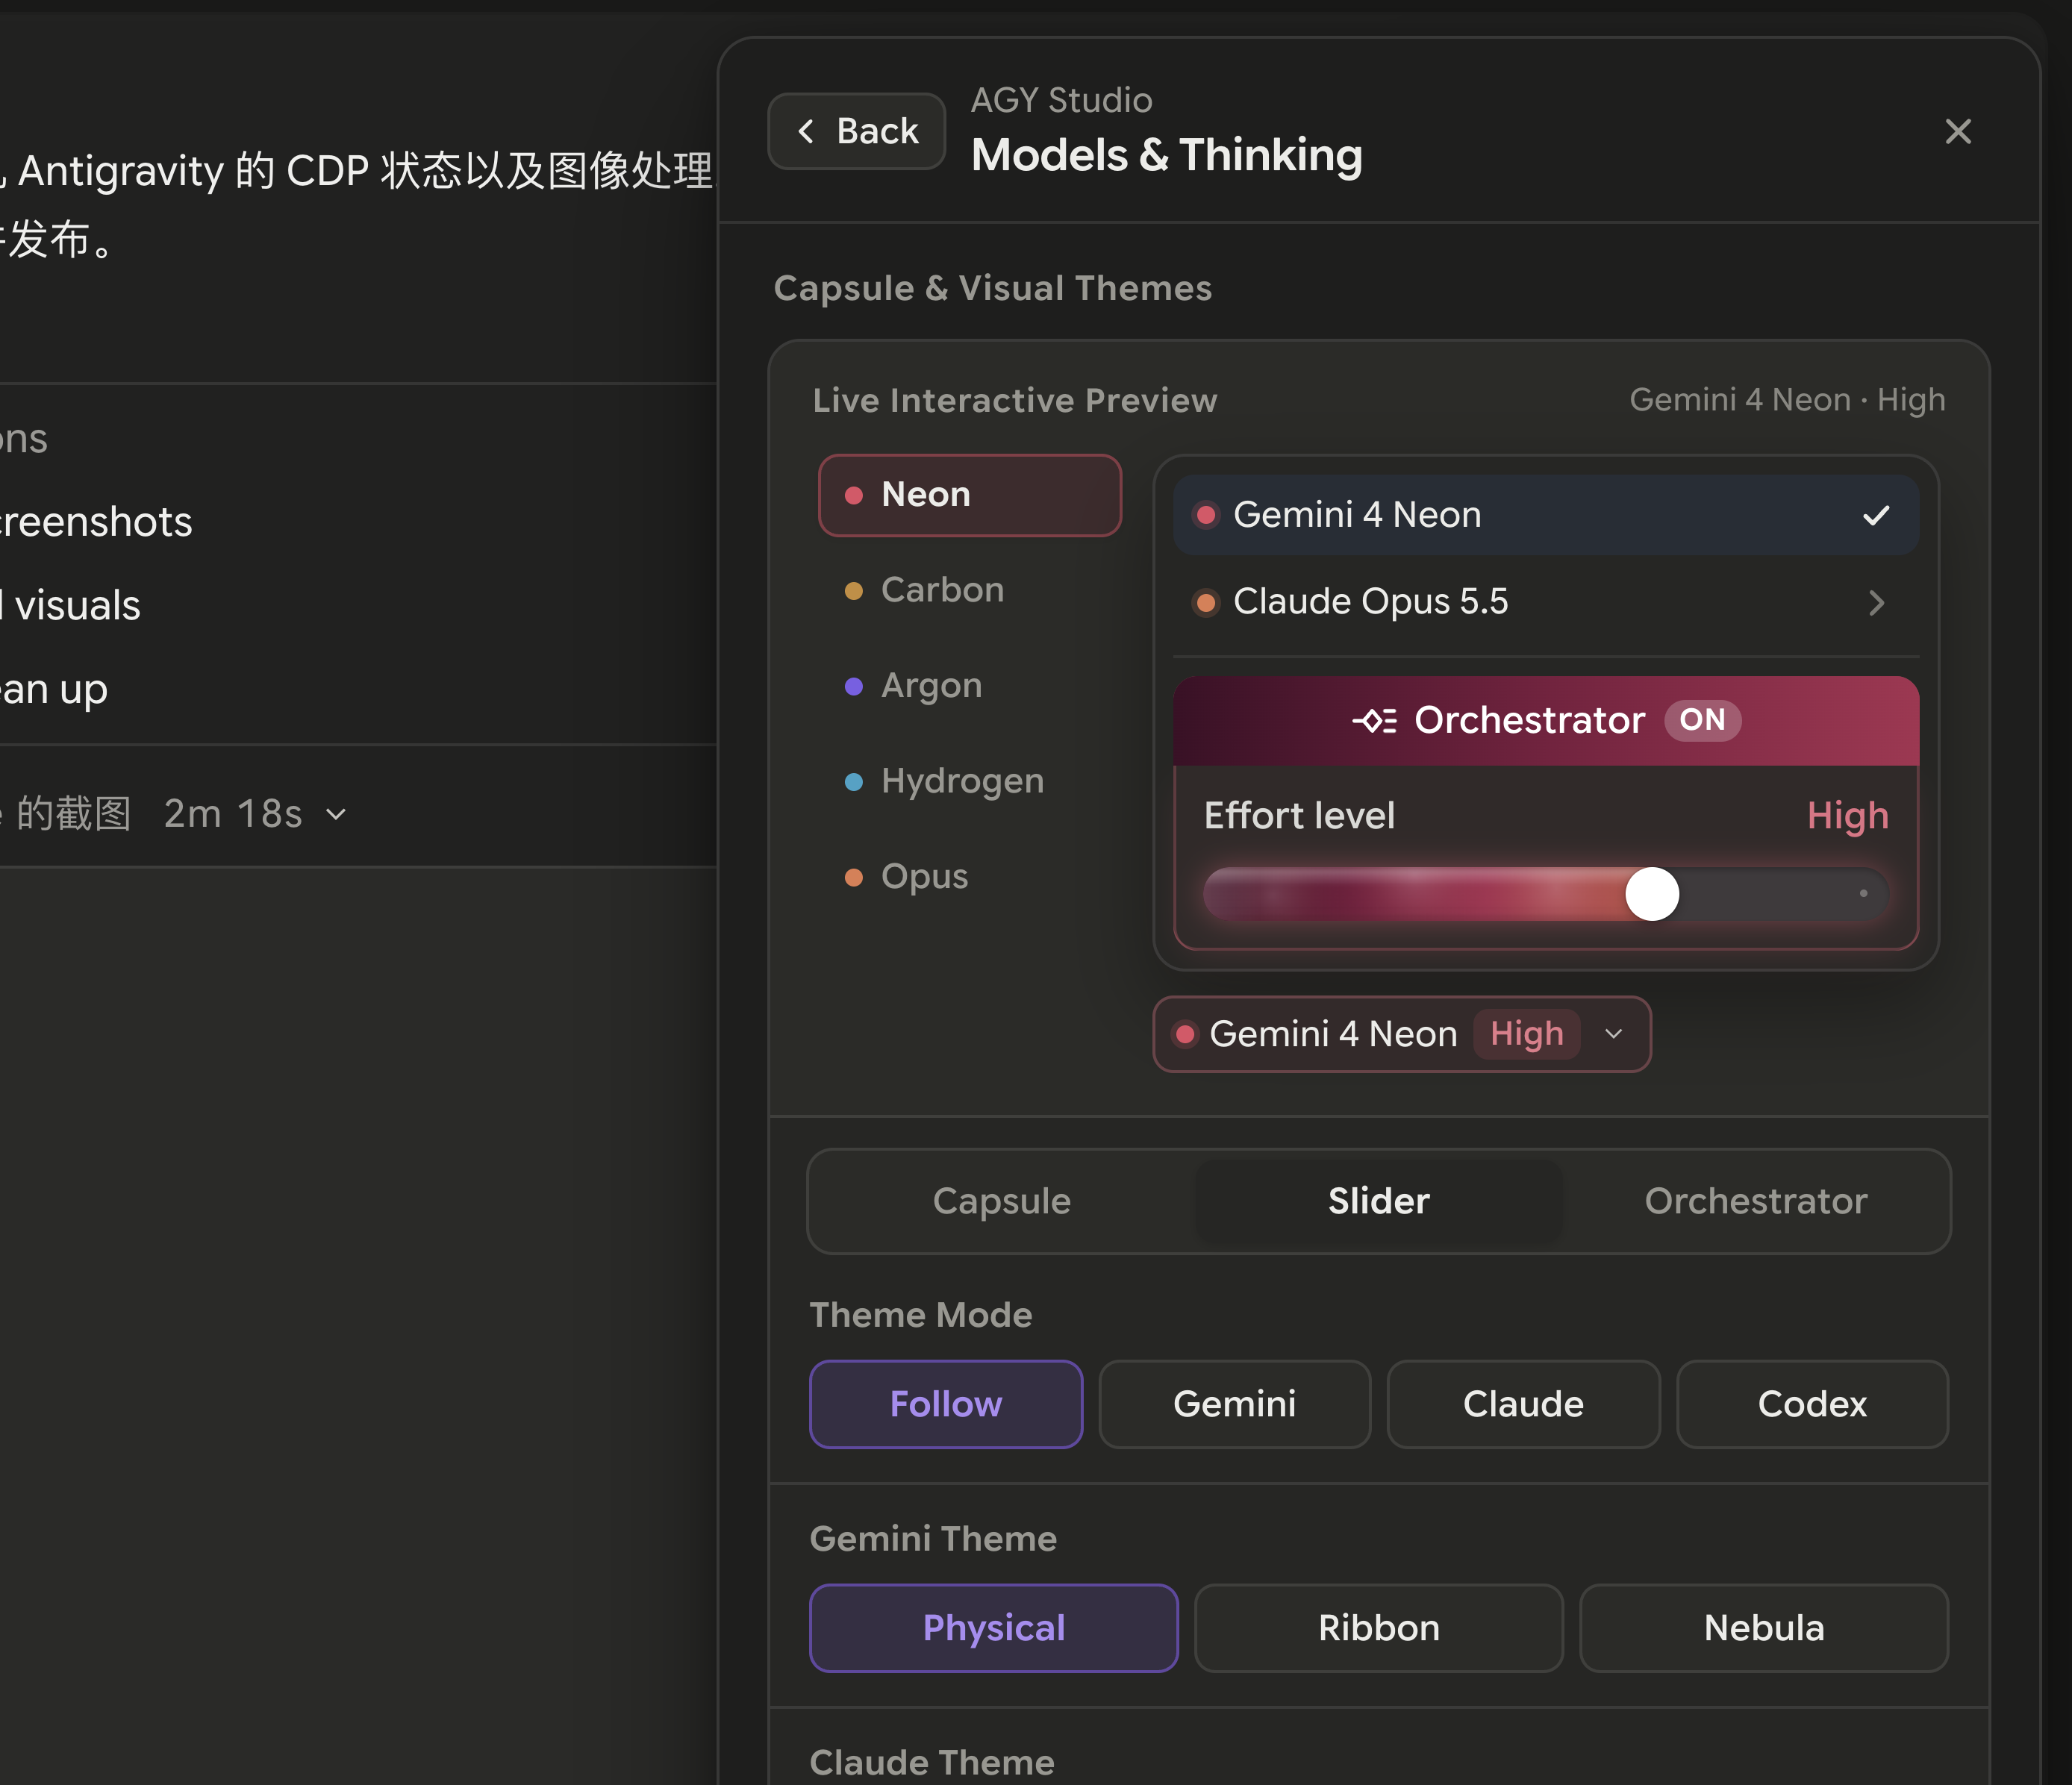 Antigravity 的 CDP 状态以及图像处理
发布。
ons
creenshots
visuals
ean up
的截图 2m 18s
Back
AGY Studio
Models & Thinking
Capsule & Visual Themes
Live Interactive Preview
Gemini 4 Neon · High
Neon
Carbon
Argon
Hydrogen
Opus
Gemini 4 Neon
Claude Opus 5.5
Orchestrator ON
Effort level High
Gemini 4 Neon High
Capsule Slider Orchestrator
Theme Mode
Follow Gemini Claude Codex
Gemini Theme
Physical Ribbon Nebula
Claude Theme